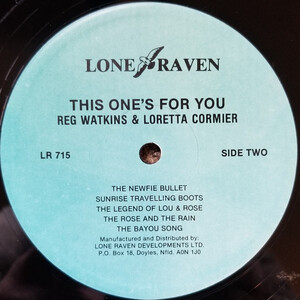 LONE RAVEN
THIS ONE'S FOR YOU
REG WATKINS & LORETTA CORMIER
LR 715 SIDE TWO
THE NEWFIE BULLET
SUNRISE TRAVELLING BOOTS
THE LEGEND OF LOU & ROSE
THE ROSE AND THE RAIN
THE BAYOU SONG
Manufactured and Distributed by:
LONE RAVEN DEVELOPMENTS LTD.
P.O. Box 18, Doyles, Nfld. A0N 1J0